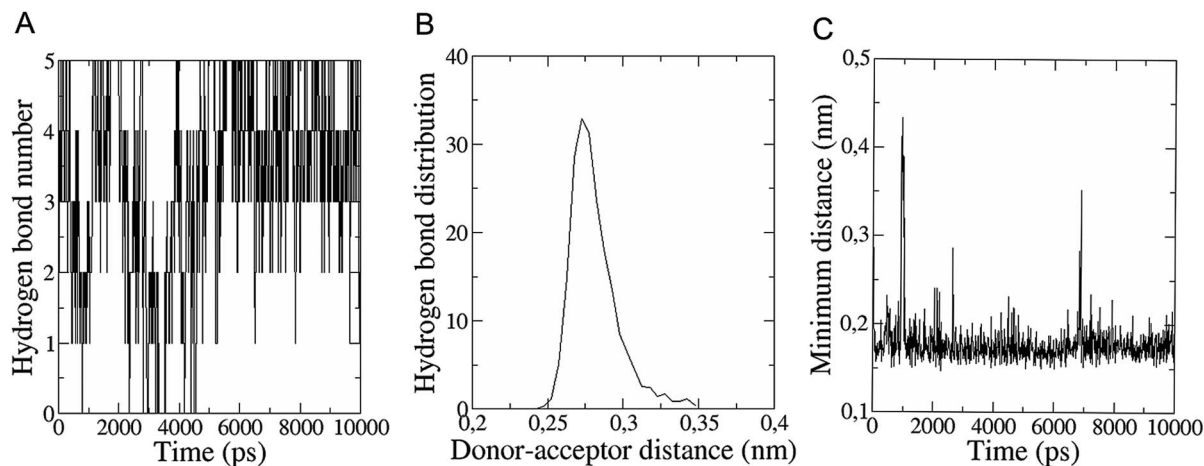 A
Hydrogen bond number
5
4
3
2
1
0
0 2000 4000 6000 8000 10000
Time (ps)
B
Hydrogen bond distribution
40
30
20
10
0
0,2 0,25 0,3 0,35 0,4
Donor-acceptor distance (nm)
C
Minimum distance (nm)
0,5
0,4
0,3
0,2
0,1
2000 4000 6000 8000 10000
Time (ps)